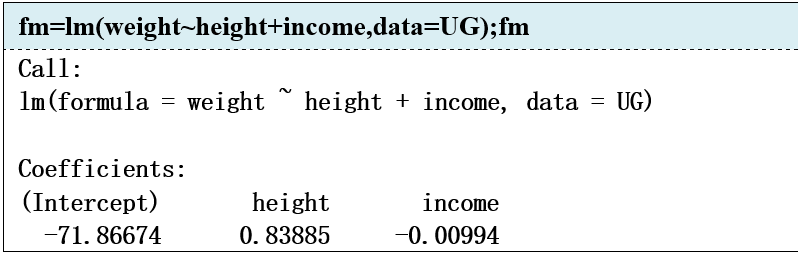 fm=lm(weight~height+income,data=UG);fm
Call:
lm(formula = weight ~ height + income, data = UG)
Coefficients:
(Intercept) height income
-71.86674 0.83885 -0.00994